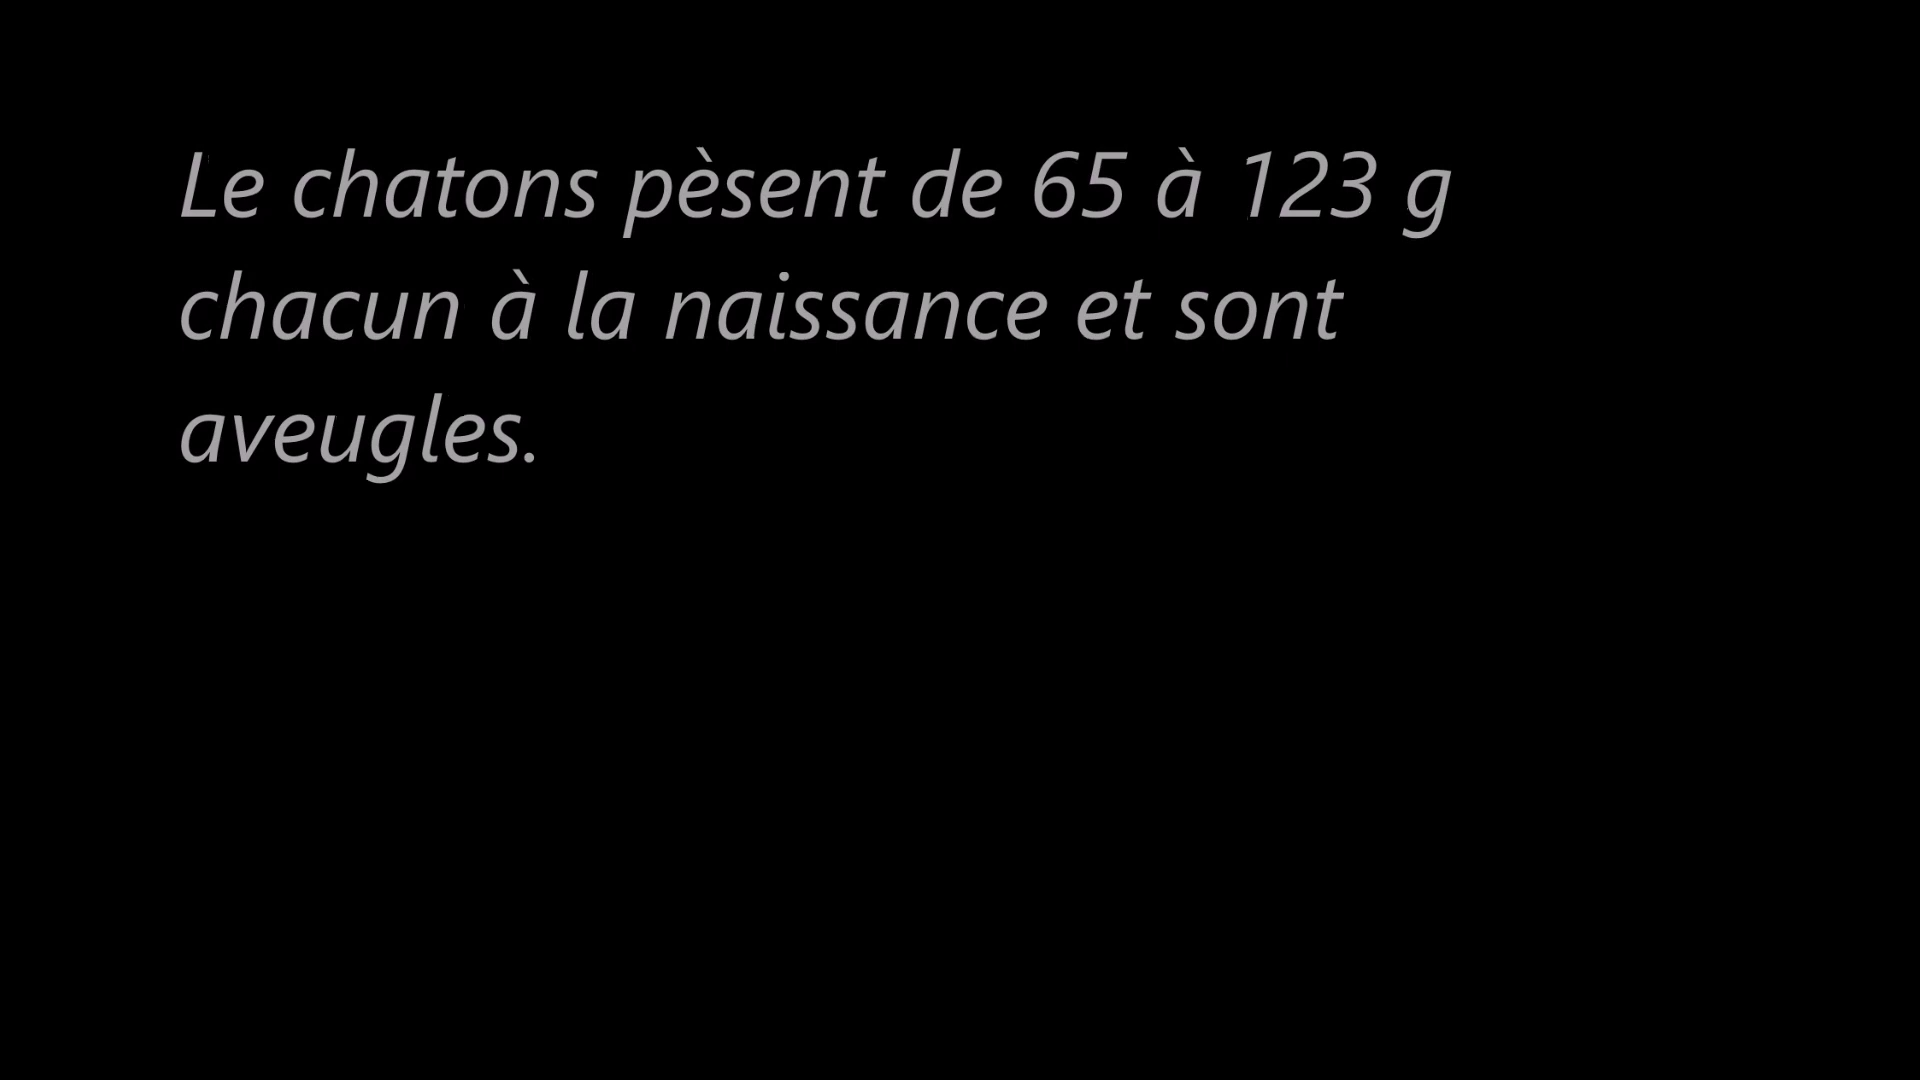 Le chatons pèsent de 65 à 123 g
chacun à la naissance et sont
aveugles.